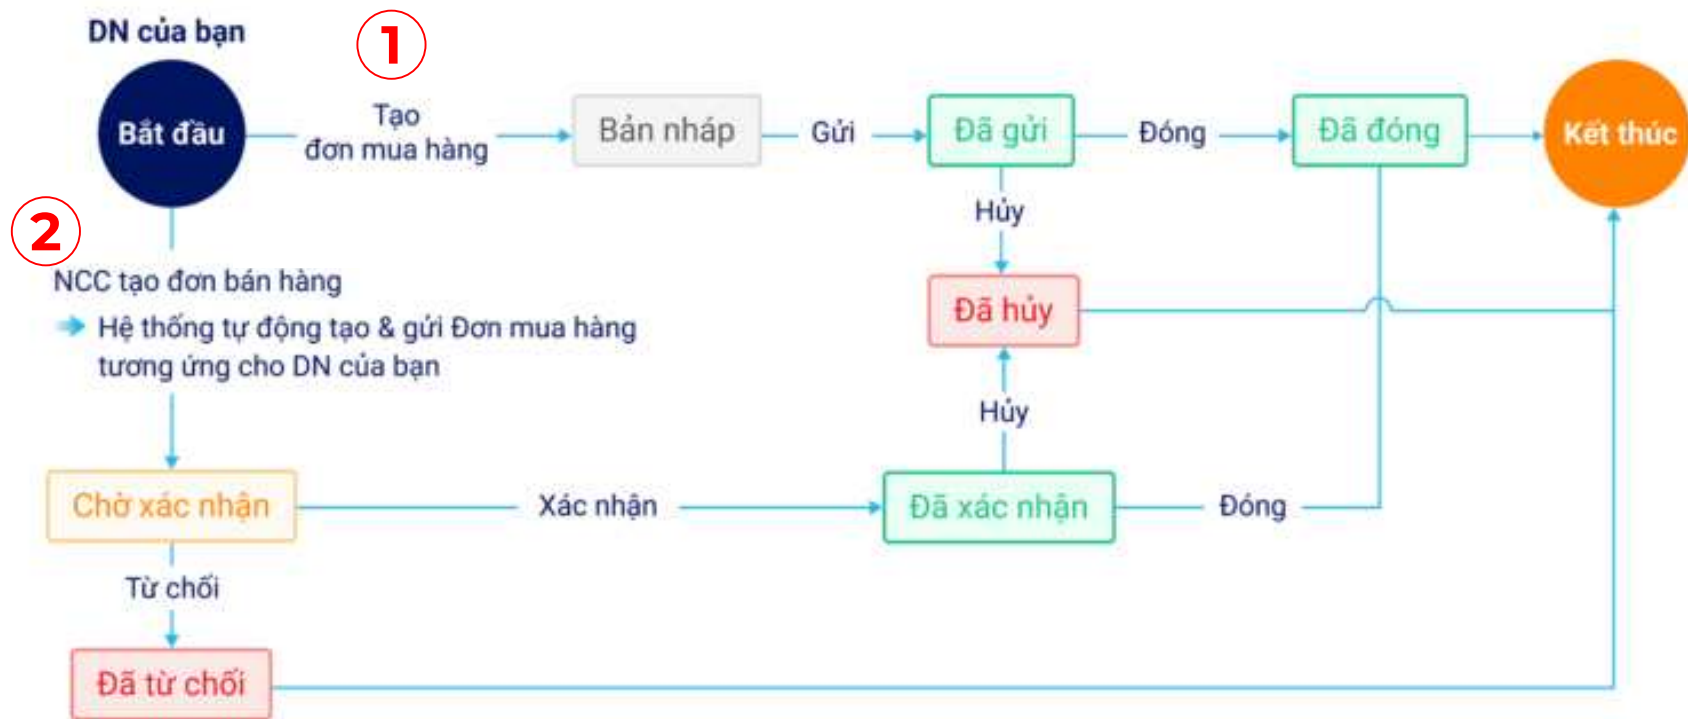 DN của bạn
1
Bắt đầu
Tạo
đơn mua hàng
Bản nháp
Gửi
Đã gửi
Đóng
Đã đóng
Kết thúc
2
Hủy
NCC tạo đơn bán hàng
Hệ thống tự động tạo & gửi Đơn mua hàng
tương ứng cho DN của bạn
Đã hủy
Hủy
Chờ xác nhận
Xác nhận
Đã xác nhận
Đóng
Từ chối
Đã từ chối